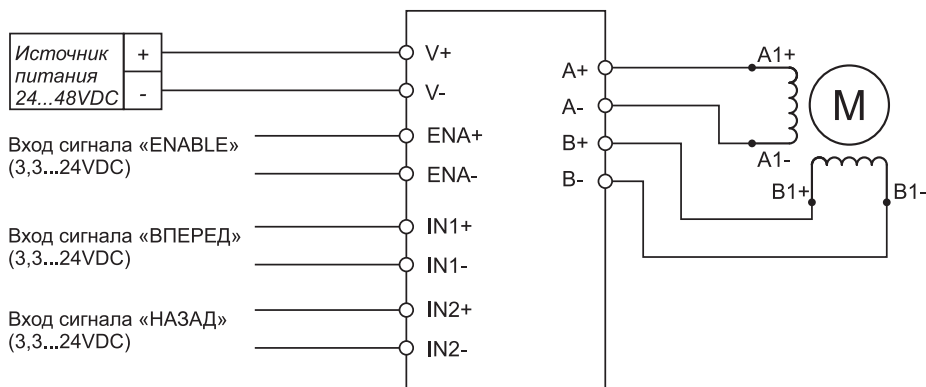 Источник
питания
24...48VDC
+
-
Вход сигнала «ENABLE»
(3,3...24VDC)
Вход сигнала «ВПЕРЕД»
(3,3...24VDC)
Вход сигнала «НАЗАД»
(3,3...24VDC)
V+
V-
ENA+
ENA-
IN1+
IN1-
IN2+
IN2-
A+
A-
B+
B-
A1+
A1-
M
B1+
B1-